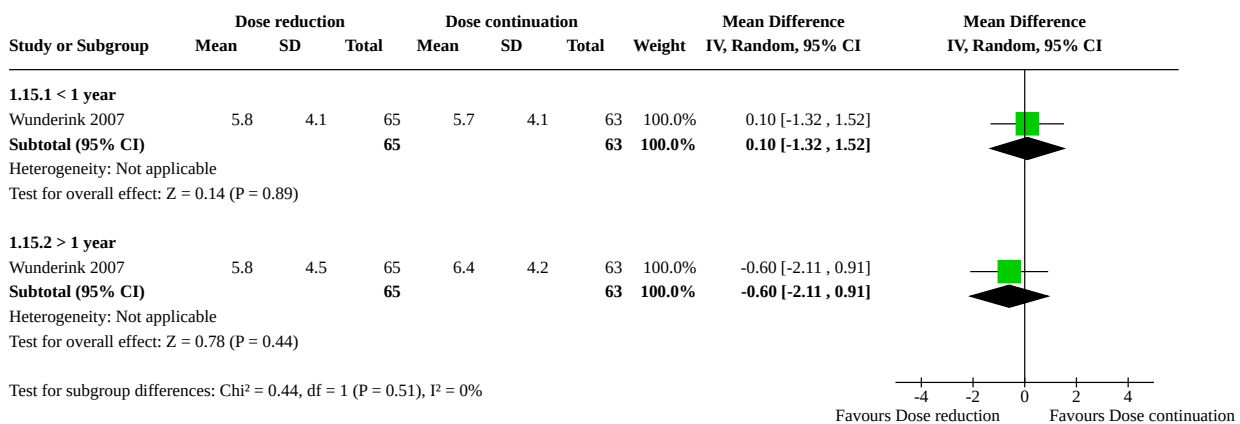 Dose reduction Dose continuation Mean Difference Mean Difference
Study or Subgroup Mean SD Total Mean SD Total Weight IV, Random, 95% CI IV, Random, 95% CI
1.15.1 < 1 year
Wunderink 2007 5.8 4.1 65 5.7 4.1 63 100.0% 0.10 [-1.32 , 1.52]
Subtotal (95% CI) 65 63 100.0% 0.10 [-1.32 , 1.52]
Heterogeneity: Not applicable
Test for overall effect: Z = 0.14 (P = 0.89)
1.15.2 > 1 year
Wunderink 2007 5.8 4.5 65 6.4 4.2 63 100.0% -0.60 [-2.11 , 0.91]
Subtotal (95% CI) 65 63 100.0% -0.60 [-2.11 , 0.91]
Heterogeneity: Not applicable
Test for overall effect: Z = 0.78 (P = 0.44)
Test for subgroup differences: Chi² = 0.44, df = 1 (P = 0.51), I² = 0%
-4 -2 0 2 4
Favours Dose reduction Favours Dose continuation